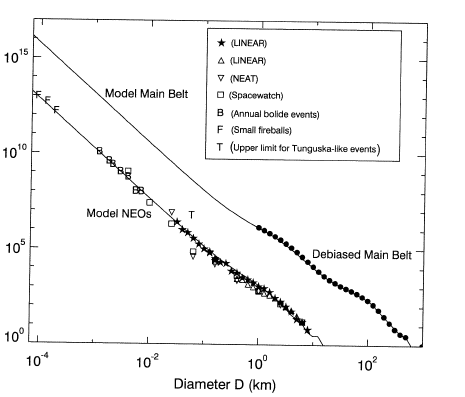 10^15
10^10
10^5
10^0
10^-4
10^-2
10^0
10^2
Diameter D (km)
★ (LINEAR)
△ (LINEAR)
▽ (NEAT)
□ (Spacewatch)
B (Annual bolide events)
F (Small fireballs)
T (Upper limit for Tunguska-like events)
Model Main Belt
Model NEOs
Debiased Main Belt
F
F
F
B
B
B
B
B
B
B
T